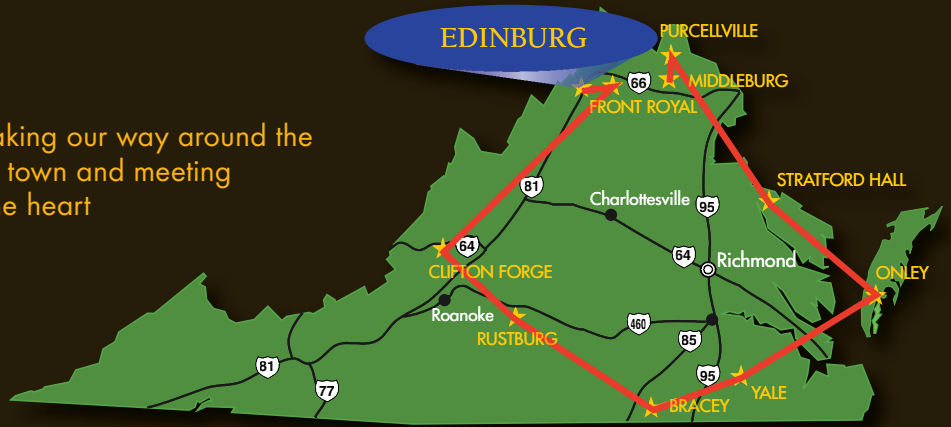 EDINBURG
PURCELLVILLE
66
MIDDLEBURG
FRONT ROYAL
aking our way around the
town and meeting
e heart
81
Charlottesville
95
STRATFORD HALL
64
64
Richmond
CLIFTON FORGE
ONLEY
Roanoke
RUSTBURG
460
85
81
77
95
YALE
BRACEY